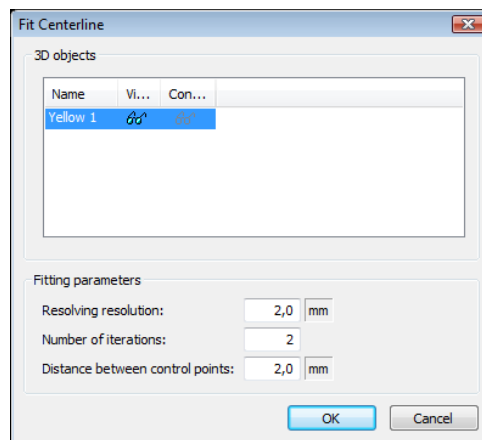 Fit Centerline
3D objects
Name Vi... Con...
Yellow 1
Fitting parameters
Resolving resolution: 2,0 mm
Number of iterations: 2
Distance between control points: 2,0 mm
OK Cancel